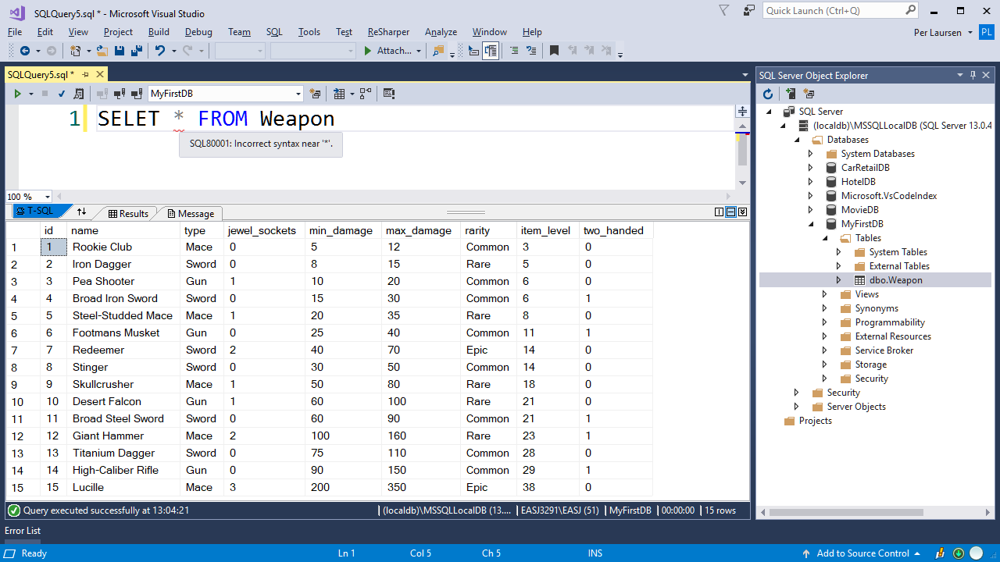 SQLQuery5.sql * - Microsoft Visual Studio
Quick Launch (Ctrl+Q)
File Edit View Project Build Debug Team SQL Tools Test ReSharper Analyze Window Help
Per Laursen PL
Attach...
SQLQuery5.sql *
MyFirstDB
1 SELET * FROM Weapon
SQL80001: Incorrect syntax near '*'.
100 %
T-SQL Results Message
id name type jewel_sockets min_damage max_damage rarity item_level two_handed
1 1 Rookie Club Mace 0 5 12 Common 3 0
2 2 Iron Dagger Sword 0 8 15 Rare 5 0
3 3 Pea Shooter Gun 1 10 20 Common 6 0
4 4 Broad Iron Sword Sword 0 15 30 Common 6 1
5 5 Steel-Studded Mace Mace 1 20 35 Rare 8 0
6 6 Footmans Musket Gun 0 25 40 Common 11 1
7 7 Redeemer Sword 2 40 70 Epic 14 0
8 8 Stinger Sword 0 30 50 Common 14 0
9 9 Skullcrusher Mace 1 50 80 Rare 18 0
10 10 Desert Falcon Gun 1 60 100 Rare 21 0
11 11 Broad Steel Sword Sword 0 60 90 Common 21 1
12 12 Giant Hammer Mace 2 100 160 Rare 23 1
13 13 Titanium Dagger Sword 0 75 110 Common 28 0
14 14 High-Caliber Rifle Gun 0 90 150 Common 29 1
15 15 Lucille Mace 3 200 350 Epic 38 0
Query executed successfully at 13:04:21 (localdb)\MSSQLLocalDB (13.... EASJ3291\EASJ (51) MyFirstDB 00:00:00 15 rows
SQL Server Object Explorer
SQL Server
(localdb)\MSSQLLocalDB (SQL Server 13.0.4
Databases
System Databases
CarRetailDB
HotelDB
Microsoft.VsCodeIndex
MovieDB
MyFirstDB
Tables
System Tables
External Tables
dbo.Weapon
Views
Synonyms
Programmability
External Resources
Service Broker
Storage
Security
Security
Server Objects
Projects
Error List
Ready Ln 1 Col 5 Ch 5 INS Add to Source Control